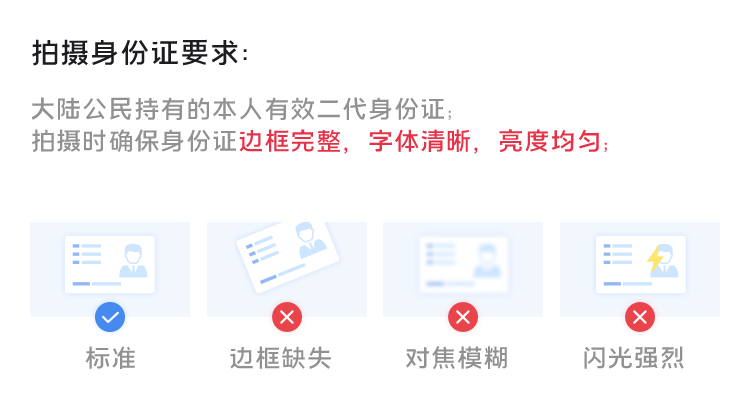 拍摄身份证要求:
大陆公民持有的本人有效二代身份证;
拍摄时确保身份证边框完整，字体清晰，亮度均匀;
标准
边框缺失
对焦模糊
闪光强烈